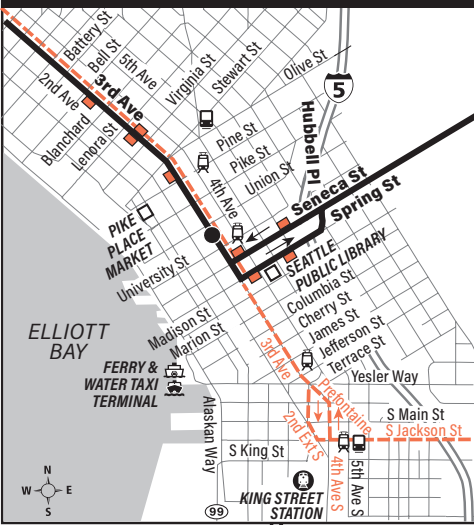 Battery St
Bell St
5th Ave
Virginia St
Stewart St
Olive St
2nd Ave
3rd Ave
5
Blanchard
Lenora St
Pine St
Pike St
Union St
Hubbell Pl
4th Ave
Seneca St
Spring St
PIKE
PLACE
MARKET
University St
SEATTLE
PUBLIC LIBRARY
Columbia St
Cherry St
James St
Jefferson St
Terrace St
Madison St
Marion St
ELLIOTT
BAY
3rd Ave
Yesler Way
FERRY &
WATER TAXI
TERMINAL
Prefontaine
Alaskan Way
2nd Ext S
S Main St
S Jackson St
S King St
4th Ave S
5th Ave S
N
W
E
S
99
KING STREET
STATION